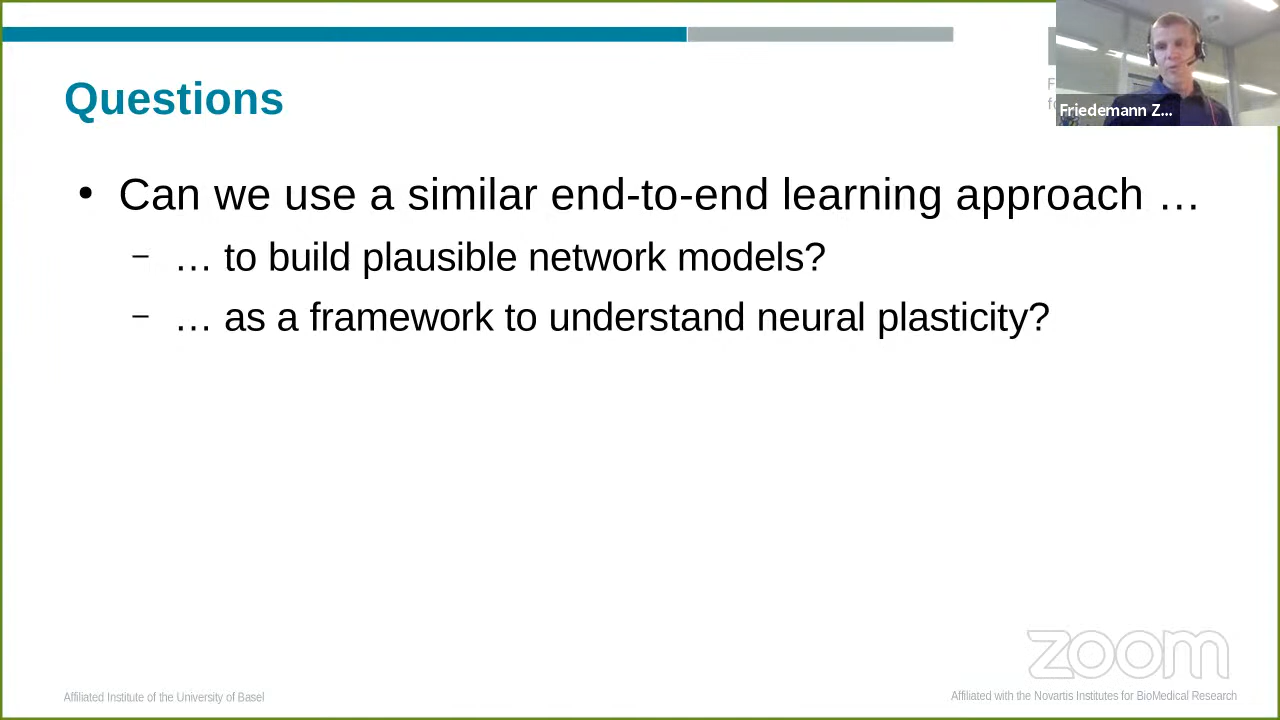 Questions
• Can we use a similar end-to-end learning approach …
– … to build plausible network models?
– … as a framework to understand neural plasticity?
Friedemann Z...
zoom
Affiliated Institute of the University of Basel
Affiliated with the Novartis Institutes for BioMedical Research